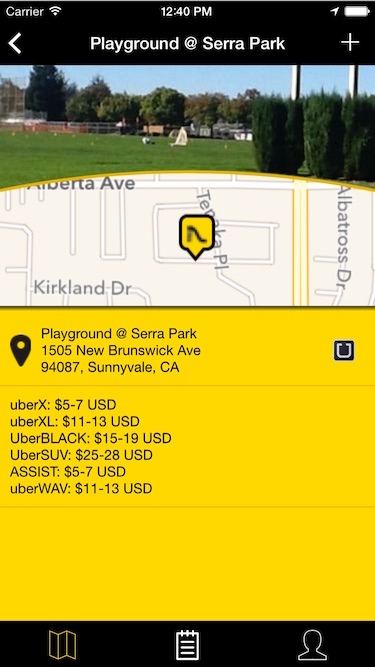 Carrier 12:40 PM
Playground @ Serra Park
Alberta Ave
Teneka Pl
Albatross Dr
Kirkland Dr
Playground @ Serra Park
1505 New Brunswick Ave
94087, Sunnyvale, CA
uberX: $5-7 USD
uberXL: $11-13 USD
UberBLACK: $15-19 USD
UberSUV: $25-28 USD
ASSIST: $5-7 USD
uberWAV: $11-13 USD